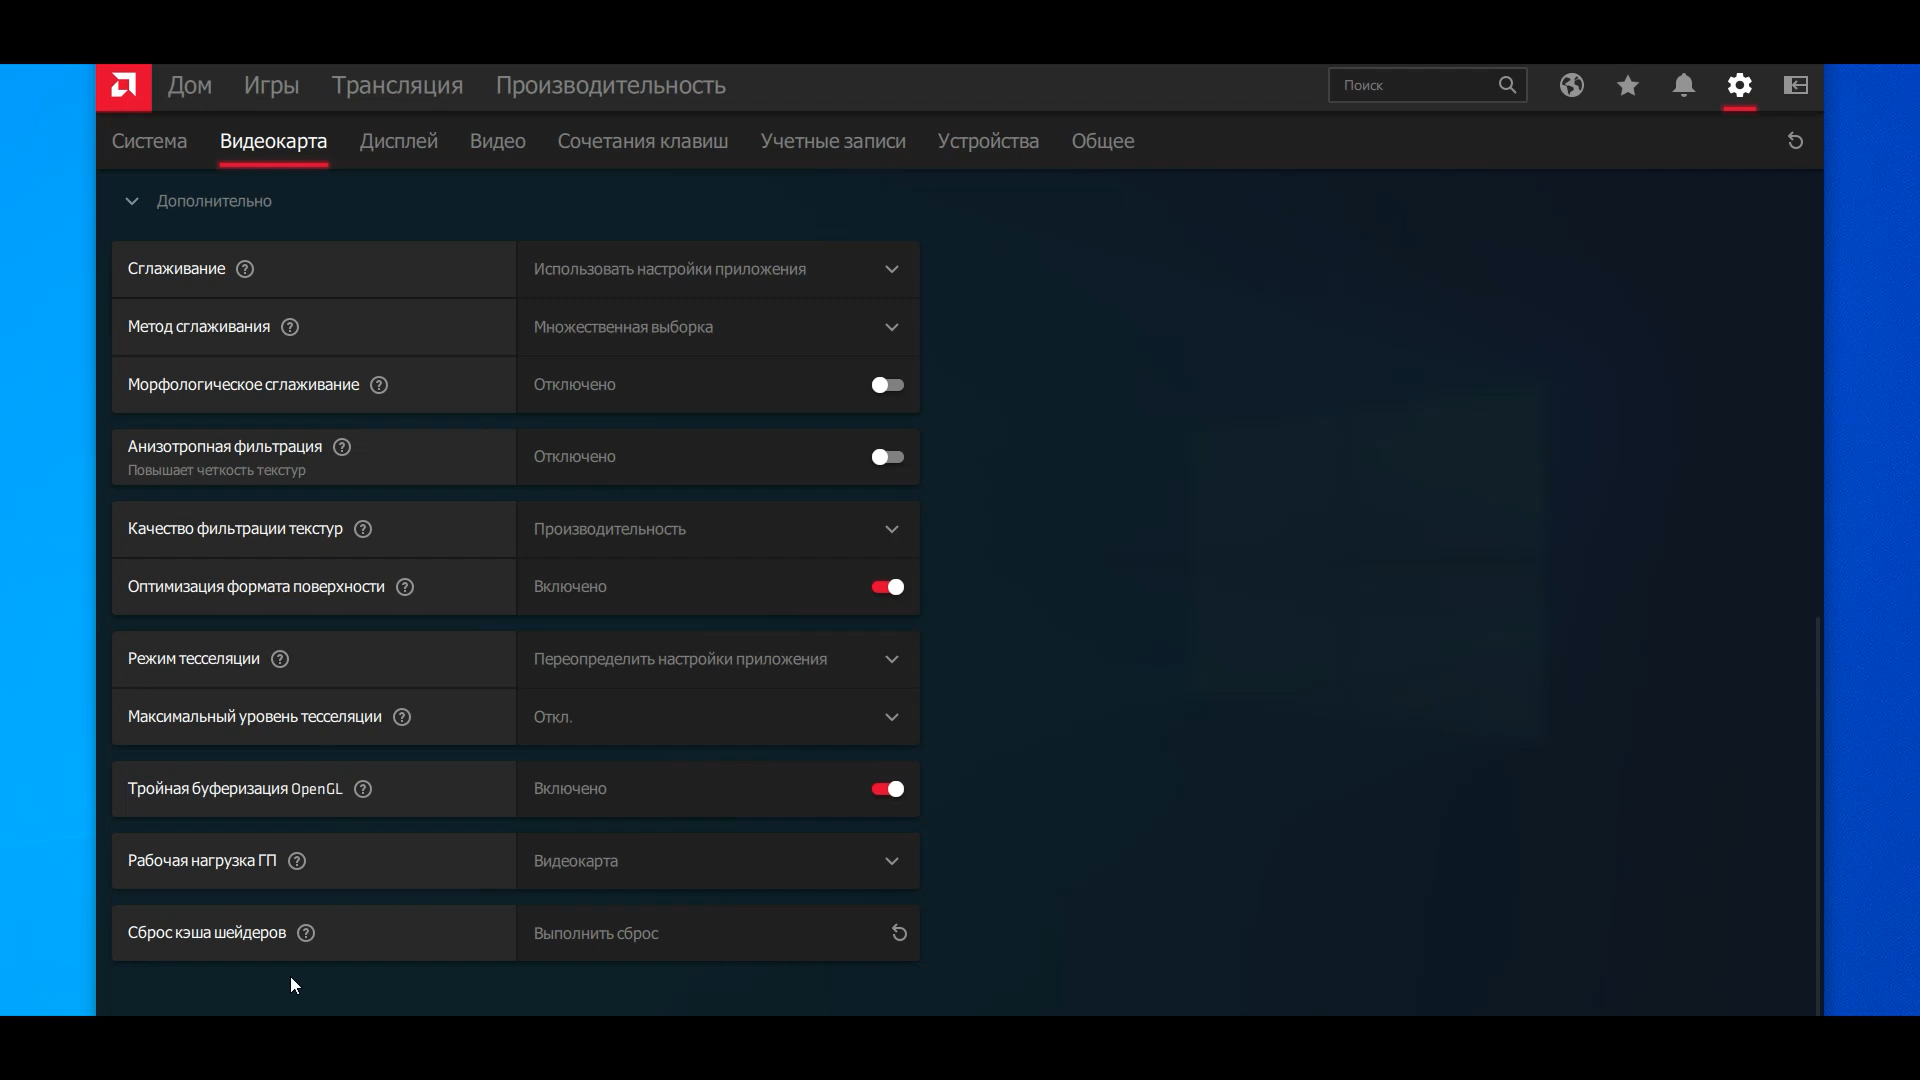 Дом Игры Трансляция Производительность Поиск
Система Видеокарта Дисплей Видео Сочетания клавиш Учетные записи Устройства Общее
Дополнительно
Сглаживание ? Использовать настройки приложения
Метод сглаживания ? Множественная выборка
Морфологическое сглаживание ? Отключено
Анизотропная фильтрация ? Отключено
Повышает четкость текстур
Качество фильтрации текстур ? Производительность
Оптимизация формата поверхности ? Включено
Режим тесселяции ? Переопределить настройки приложения
Максимальный уровень тесселяции ? Откл.
Тройная буферизация OpenGL ? Включено
Рабочая нагрузка ГП ? Видеокарта
Сброс кэша шейдеров ? Выполнить сброс